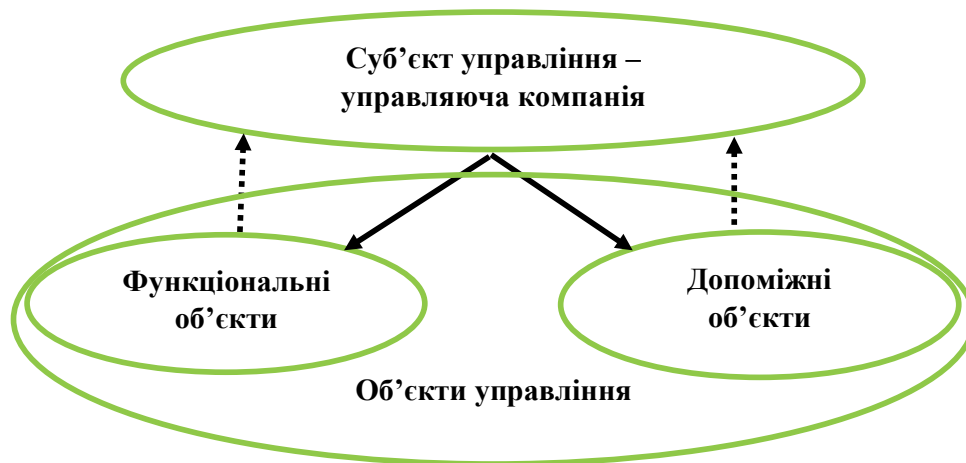 Суб’єкт управління –
управляюча компанія
Функціональні
об’єкти
Допоміжні
об’єкти
Об’єкти управління